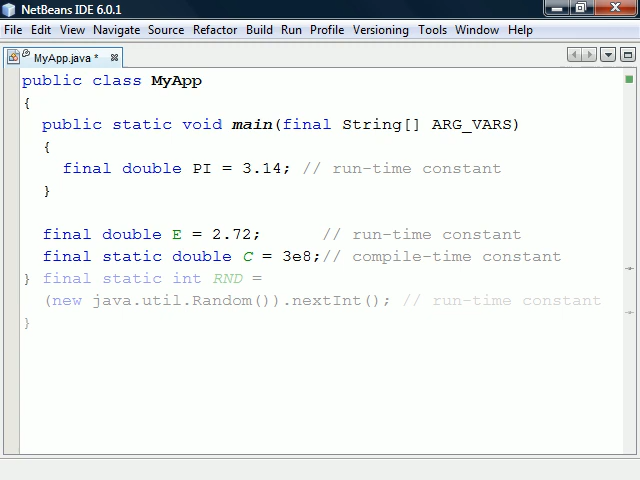 NetBeans IDE 6.0.1
File Edit View Navigate Source Refactor Build Run Profile Versioning Tools Window Help
MyApp.java *
public class MyApp
{
public static void main(final String[] ARG_VARS)
{
final double PI = 3.14; // run-time constant
}
final double E = 2.72; // run-time constant
final static double C = 3e8;// compile-time constant
} final static int RND =
(new java.util.Random()).nextInt(); // run-time constant
}